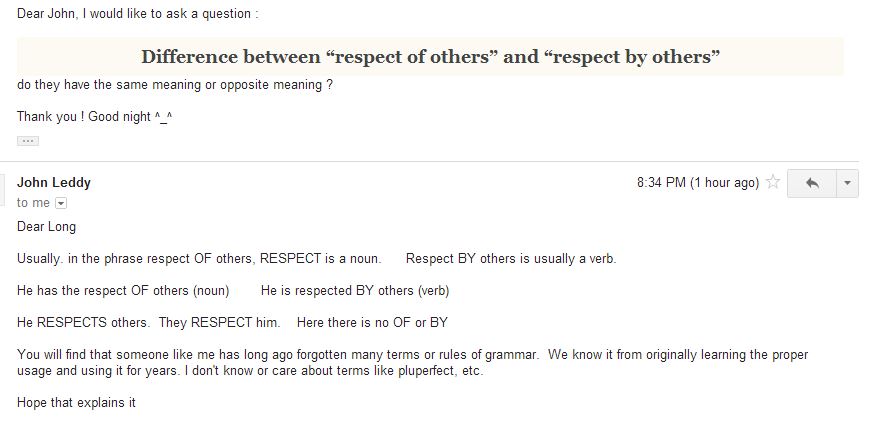 Dear John, I would like to ask a question :
Difference between “respect of others” and “respect by others”
do they have the same meaning or opposite meaning ?
Thank you ! Good night ^_^
...
John Leddy
8:34 PM (1 hour ago)
to me
Dear Long
Usually. in the phrase respect OF others, RESPECT is a noun. Respect BY others is usually a verb.
He has the respect OF others (noun) He is respected BY others (verb)
He RESPECTS others. They RESPECT him. Here there is no OF or BY
You will find that someone like me has long ago forgotten many terms or rules of grammar. We know it from originally learning the proper
usage and using it for years. I don't know or care about terms like pluperfect, etc.
Hope that explains it